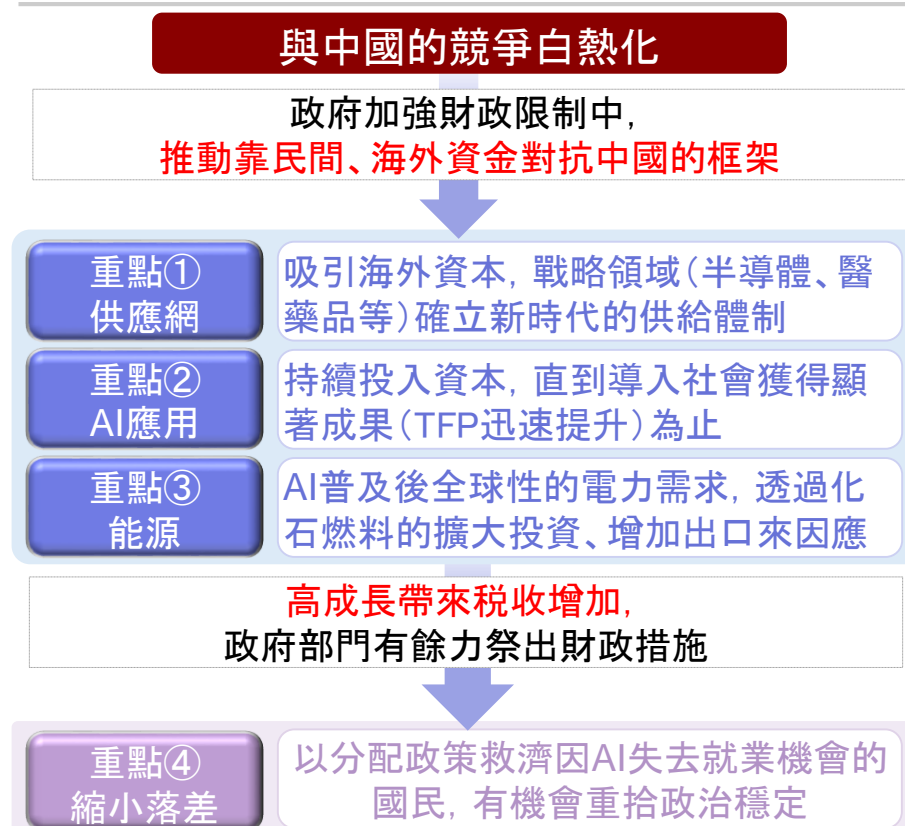 與中國的競爭白熱化
政府加強財政限制中，
推動靠民間、海外資金對抗中國的框架
重點①
供應網
吸引海外資本，戰略領域（半導體、醫
藥品等）確立新時代的供給體制
重點②
AI應用
持續投入資本，直到導入社會獲得顯
著成果（TFP迅速提升）為止
重點③
能源
AI普及後全球性的電力需求，透過化
石燃料的擴大投資、增加出口來因應
高成長帶來税收增加，
政府部門有餘力祭出財政措施
重點④
縮小落差
以分配政策救濟因AI失去就業機會的
國民，有機會重拾政治穩定